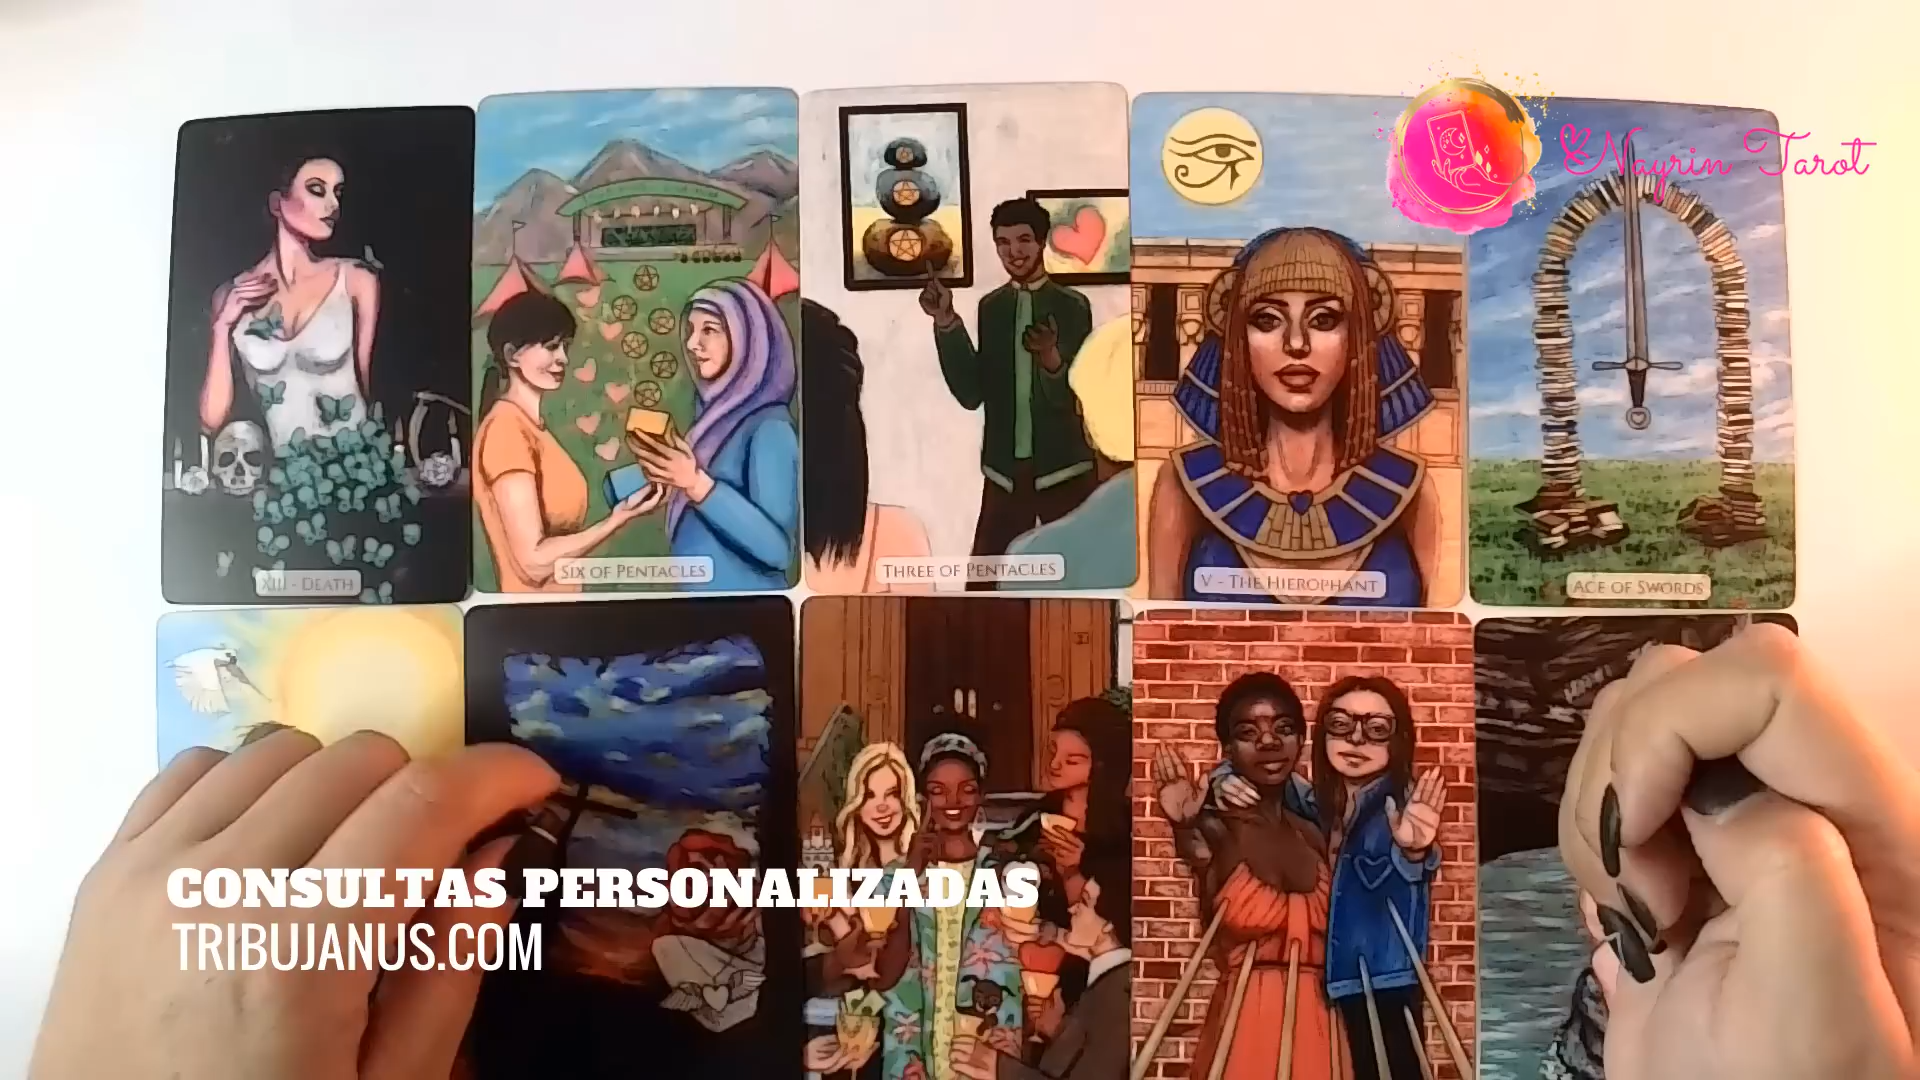 Nayrin Tarot
XIII - DEATH
SIX OF PENTACLES
THREE OF PENTACLES
V - THE HIEROPHANT
ACE OF SWORDS
CONSULTAS PERSONALIZADAS
TRIBUJANUS.COM